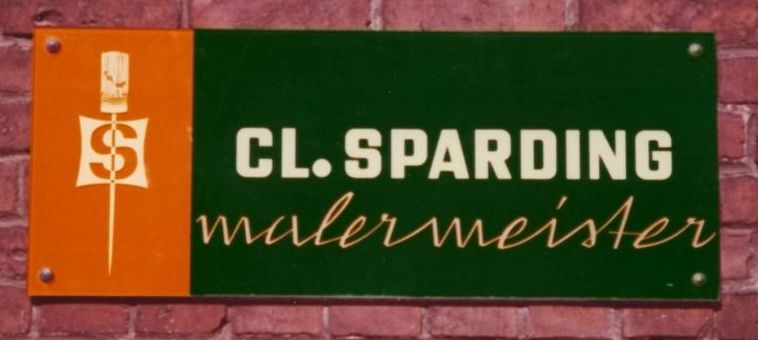 S
CL. SPARDING
malermeister